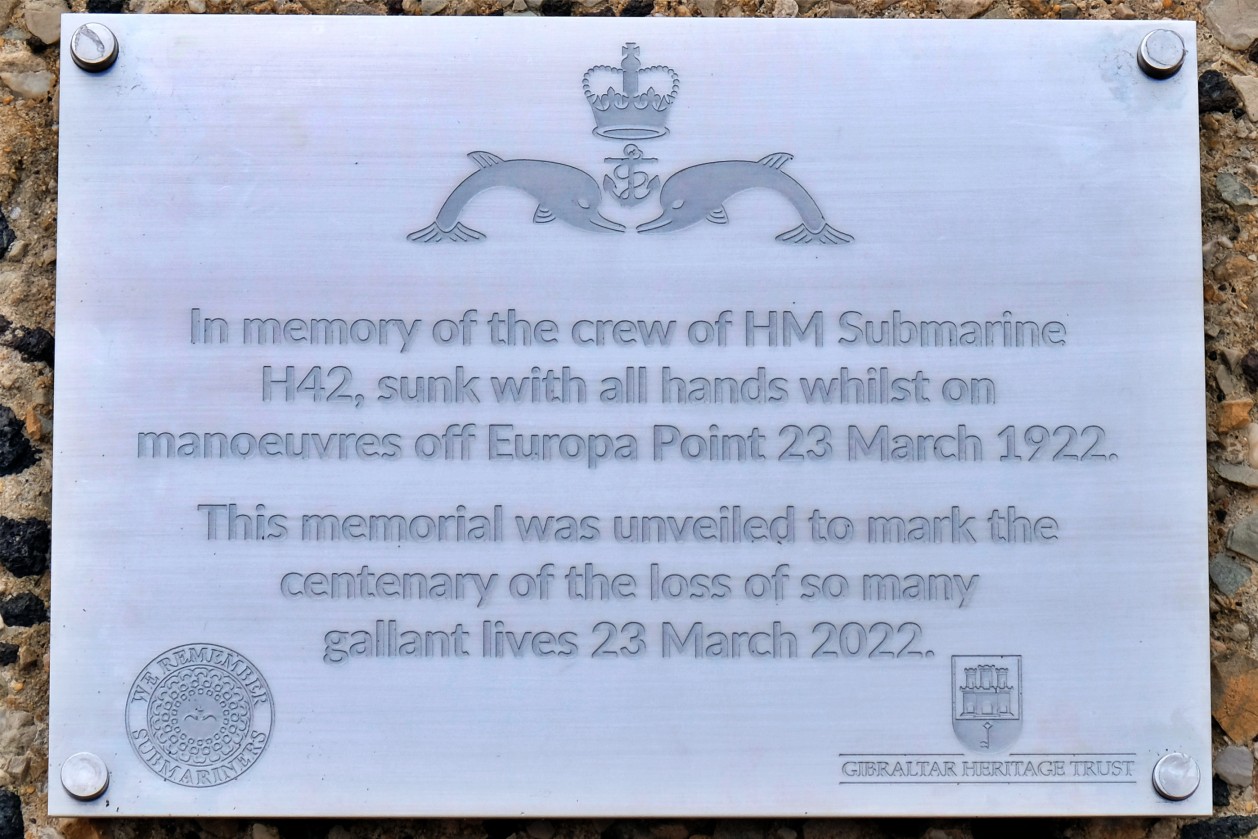 In memory of the crew of HM Submarine
H42, sunk with all hands whilst on
manoeuvres off Europa Point 23 March 1922.
This memorial was unveiled to mark the
centenary of the loss of so many
gallant lives 23 March 2022.
WE REMEMBER
SUBMARINERS
GIBRALTAR HERITAGE TRUST